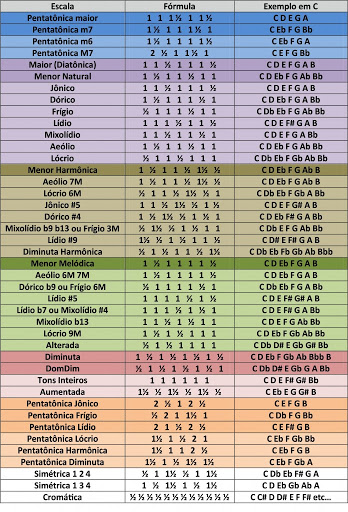 Escala Fórmula Exemplo em C
Pentatônica maior 1 1 1½ 1 1½ C D E G A
Pentatônica m7 1½ 1 1 1½ 1 C Eb F G Bb
Pentatônica m6 1½ 1 1 1 1½ C Eb F G A
Pentatônica M7 2 ½ 1 1½ 1 C E F G Bb
Maior (Diatônica) 1 1 ½ 1 1 1 ½ C D E F G A B
Menor Natural 1 ½ 1 1 ½ 1 1 C D Eb F G Ab Bb
Jônico 1 1 ½ 1 1 1 ½ C D E F G A B
Dórico 1 ½ 1 1 1 ½ 1 C D Eb F G A Bb
Frígio ½ 1 1 1 ½ 1 1 C Db Eb F G Ab Bb
Lídio 1 1 1 ½ 1 1 ½ C D E F# G A B
Mixolídio 1 1 ½ 1 1 ½ 1 C D E F G A Bb
Aeólio 1 ½ 1 1 ½ 1 1 C D Eb F G Ab Bb
Lócrio ½ 1 1 ½ 1 1 1 C Db Eb F Gb Ab Bb
Menor Harmônica 1 ½ 1 1 ½ 1½ ½ C D Eb F G Ab B
Aeólio 7M 1 ½ 1 1 ½ 1½ ½ C D Eb F G Ab B
Lócrio 6M ½ 1 1 ½ 1½ ½ 1 C Db Eb F Gb A Bb
Jônico #5 1 1 ½ 1½ ½ 1 ½ C D E F G# A B
Dórico #4 1 ½ 1½ ½ 1 ½ 1 C D Eb F# G A Bb
Mixolídio b9 b13 ou Frígio 3M ½ 1½ ½ 1 ½ 1 1 C Db E F G Ab Bb
Lídio #9 1½ ½ 1 ½ 1 1 ½ C D# E F# G A B
Diminuta Harmônica ½ 1 ½ 1 1 ½ 1½ C Db Eb Fb Gb Ab Bbb
Menor Melódica 1 ½ 1 1 1 1 ½ C D Eb F G A B
Aeólio 6M 7M 1 ½ 1 1 1 1 ½ C D Eb F G A B
Dórico b9 ou Frígio 6M ½ 1 1 1 1 ½ 1 C Db Eb F G A Bb
Lídio #5 1 1 1 1 ½ 1 ½ C D E F# G# A B
Lídio b7 ou Mixolídio #4 1 1 1 ½ 1 ½ 1 C D E F# G A Bb
Mixolídio b13 1 1 ½ 1 ½ 1 1 C D E F G Ab Bb
Lócrio 9M 1 ½ 1 ½ 1 1 1 C D Eb F Gb Ab Bb
Alterada ½ 1 ½ 1 1 1 1 C Db D# E Gb G# Bb
Diminuta 1 ½ 1 ½ 1 ½ 1 ½ C D Eb F Gb Ab Bbb B
DomDim ½ 1 ½ 1 ½ 1 ½ 1 C Db D# E Gb G A Bb
Tons Inteiros 1 1 1 1 1 1 C D E F# G# Bb
Aumentada 1½ ½ 1½ ½ 1½ ½ C Eb E G G# B
Pentatônica Jônico 2 ½ 1 2 ½ C E F G B
Pentatônica Frígio ½ 2 1 1½ 1 C Db F G Bb
Pentatônica Lídio 2 1 ½ 2 ½ C E F# G B
Pentatônica Lócrio 1½ 1 ½ 2 1 C Eb F Gb Bb
Pentatônica Harmônica 1½ 1 1 2 ½ C Eb F G B
Pentatônica Diminuta 1½ 1 ½ 1½ 1½ C Eb F Gb A
Simétrica 1 2 4 ½ 1 1½ ½ 1 1½ C Db Eb F# G A
Simétrica 1 3 4 1 ½ 1½ 1 ½ 1½ C D Eb Gb Ab A
Cromática ½ ½ ½ ½ ½ ½ ½ ½ ½ ½ ½ ½ C C# D D# E F F# etc...